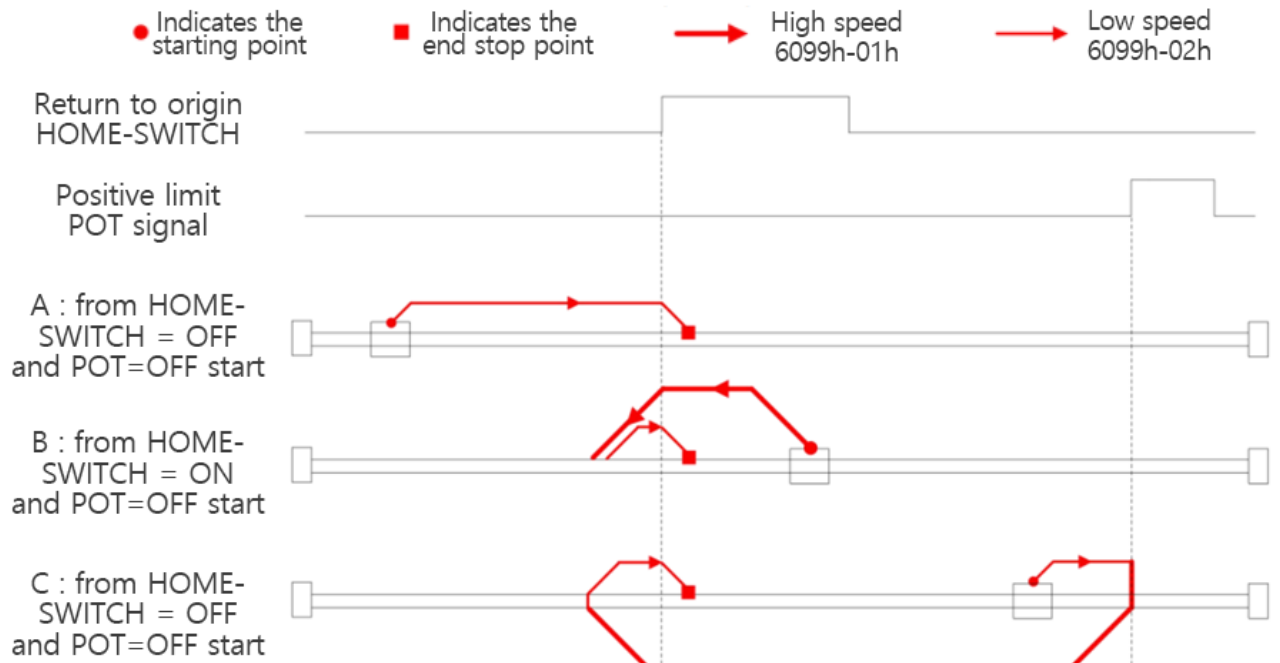 Indicates the
starting point
Indicates the
end stop point
High speed
6099h-01h
Low speed
6099h-02h
Return to origin
HOME-SWITCH
Positive limit
POT signal
A : from HOME-
SWITCH = OFF
and POT=OFF start
B : from HOME-
SWITCH = ON
and POT=OFF start
C : from HOME-
SWITCH = OFF
and POT=OFF start